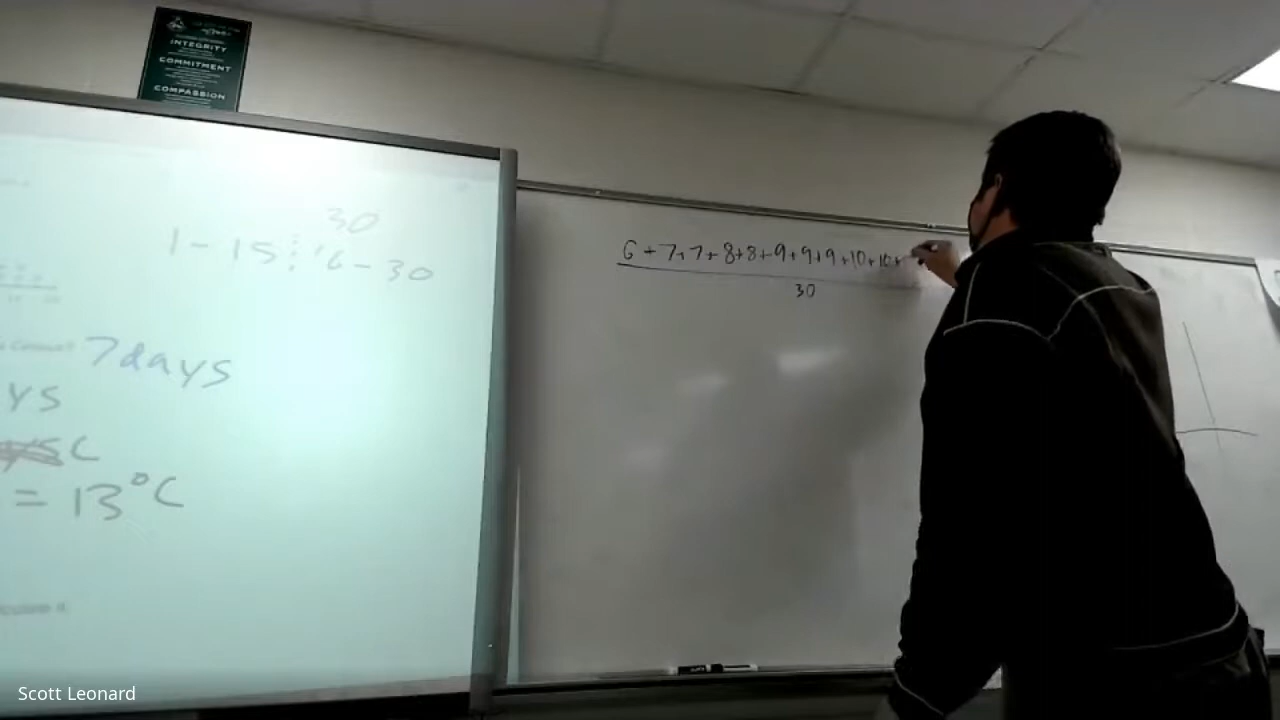 INTEGRITY
COMMITMENT
COMPASSION
30
1 - 15 ⋮ 16 - 30
7days
YS
C
= 13°C
6 + 7 + 7 + 8 + 8 + 9 + 9 + 9 + 10 + 10 +
30
Scott Leonard